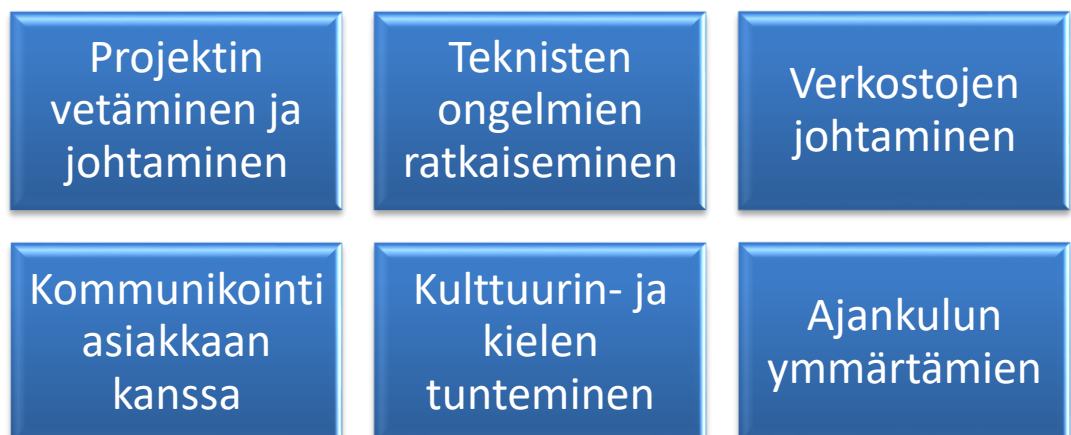 Projektin
vetäminen ja
johtaminen
Teknisten
ongelmien
ratkaiseminen
Verkostojen
johtaminen
Kommunikointi
asiakkaan
kanssa
Kulttuurin- ja
kielen
tunteminen
Ajankulun
ymmärtämien